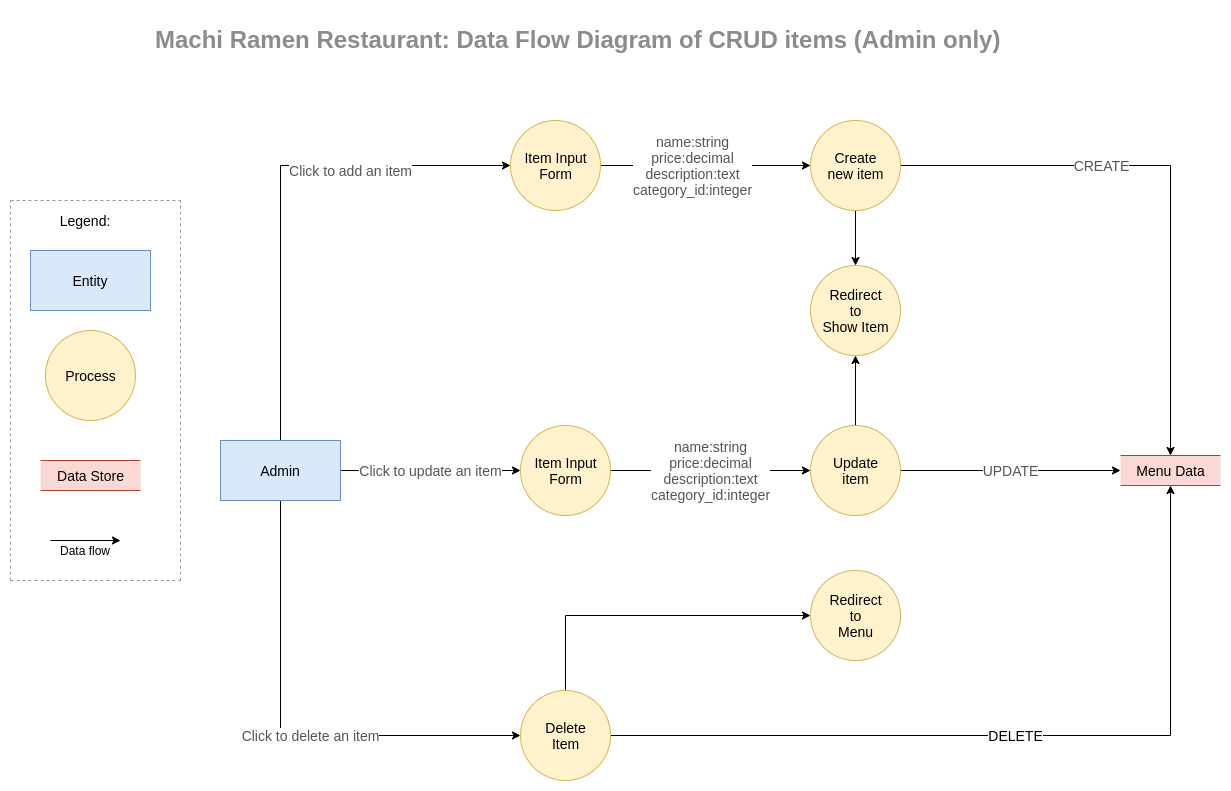 Machi Ramen Restaurant: Data Flow Diagram of CRUD items (Admin only)
Legend:
Entity
Process
Data Store
Data flow
Admin
Click to add an item
Item Input
Form
name:string
price:decimal
description:text
category_id:integer
Create
new item
CREATE
Redirect
to
Show Item
Click to update an item
Item Input
Form
name:string
price:decimal
description:text
category_id:integer
Update
item
UPDATE
Menu Data
Redirect
to
Menu
Click to delete an item
Delete
Item
DELETE